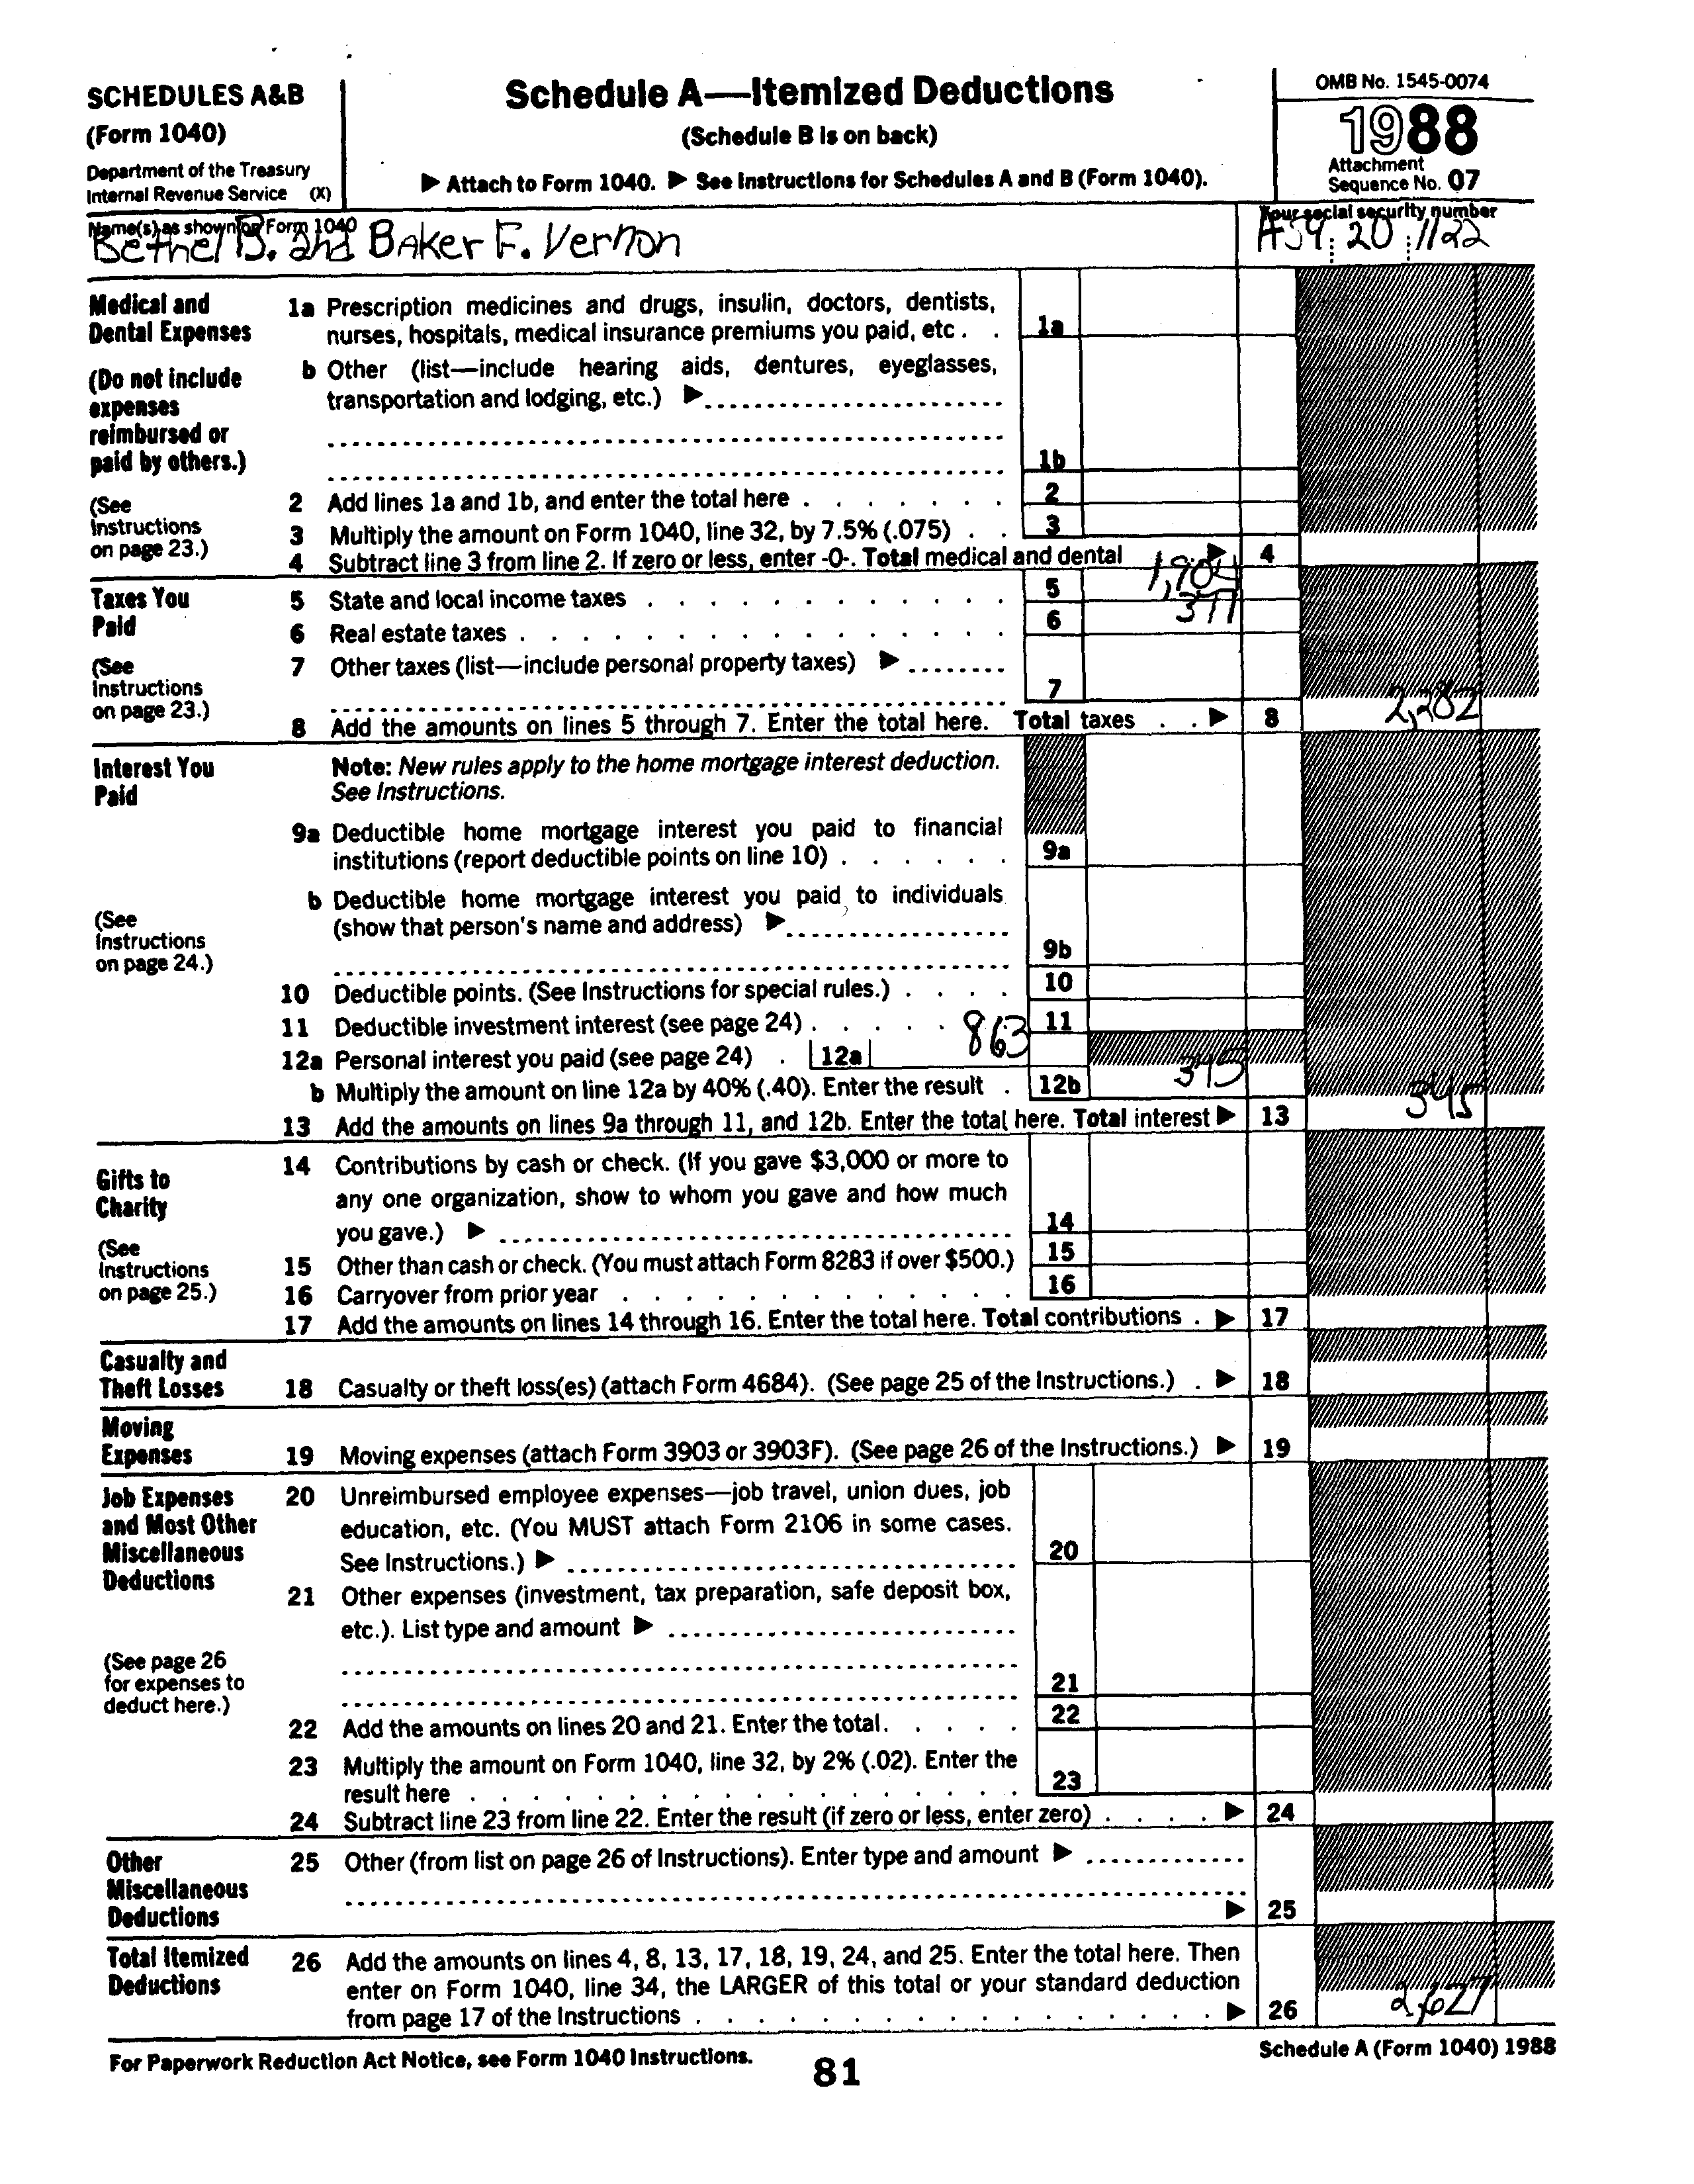 SCHEDULES A&B
(Form 1040)
Department of the Treasury
Internal Revenue Service (X)
Schedule A—Itemized Deductions
(Schedule B is on back)
▶ Attach to Form 1040. ▶ See Instructions for Schedules A and B (Form 1040).
OMB No. 1545-0074
1988
Attachment
Sequence No. 07
Name(s) as shown on Form 1040
Bethel B. and Baker F. Vernon
Your social security number
20 1122
Medical and
Dental Expenses
(Do not include
expenses
reimbursed or
paid by others.)
(See
Instructions
on page 23.)
1a Prescription medicines and drugs, insulin, doctors, dentists,
nurses, hospitals, medical insurance premiums you paid, etc . . 1a
b Other (list—include hearing aids, dentures, eyeglasses,
transportation and lodging, etc.) ▶
1b
2 Add lines 1a and 1b, and enter the total here . . . . . . . 2
3 Multiply the amount on Form 1040, line 32, by 7.5% (.075) . . 3
4 Subtract line 3 from line 2. If zero or less, enter -0-. Total medical and dental ▶ 4
Taxes You
Paid
(See
Instructions
on page 23.)
5 State and local income taxes . . . . . . . . . . . . 5 1,904
6 Real estate taxes . . . . . . . . . . . . . . . . 6 377
7 Other taxes (list—include personal property taxes) ▶
7
8 Add the amounts on lines 5 through 7. Enter the total here. Total taxes . . ▶ 8 2,282
Interest You
Paid
(See
Instructions
on page 24.)
Note: New rules apply to the home mortgage interest deduction.
See Instructions.
9a Deductible home mortgage interest you paid to financial
institutions (report deductible points on line 10) . . . . . . 9a
b Deductible home mortgage interest you paid to individuals
(show that person's name and address) ▶
9b
10 Deductible points. (See Instructions for special rules.) . . . . 10
11 Deductible investment interest (see page 24) . . . . . 11
12a Personal interest you paid (see page 24) . 12a 863
b Multiply the amount on line 12a by 40% (.40). Enter the result . 12b 345
13 Add the amounts on lines 9a through 11, and 12b. Enter the total here. Total interest ▶ 13 345
Gifts to
Charity
(See
Instructions
on page 25.)
14 Contributions by cash or check. (If you gave $3,000 or more to
any one organization, show to whom you gave and how much
you gave.) ▶ 14
15 Other than cash or check. (You must attach Form 8283 if over $500.) 15
16 Carryover from prior year . . . . . . . . . . . . . 16
17 Add the amounts on lines 14 through 16. Enter the total here. Total contributions . ▶ 17
Casualty and
Theft Losses
18 Casualty or theft loss(es) (attach Form 4684). (See page 25 of the Instructions.) . ▶ 18
Moving
Expenses
19 Moving expenses (attach Form 3903 or 3903F). (See page 26 of the Instructions.) ▶ 19
Job Expenses
and Most Other
Miscellaneous
Deductions
(See page 26
for expenses to
deduct here.)
20 Unreimbursed employee expenses—job travel, union dues, job
education, etc. (You MUST attach Form 2106 in some cases.
See Instructions.) ▶ 20
21 Other expenses (investment, tax preparation, safe deposit box,
etc.). List type and amount ▶
21
22 Add the amounts on lines 20 and 21. Enter the total. . . . . 22
23 Multiply the amount on Form 1040, line 32, by 2% (.02). Enter the
result here . . . . . . . . . . . . . . . . . 23
24 Subtract line 23 from line 22. Enter the result (if zero or less, enter zero) . . . . ▶ 24
Other
Miscellaneous
Deductions
25 Other (from list on page 26 of Instructions). Enter type and amount ▶
▶ 25
Total Itemized
Deductions
26 Add the amounts on lines 4, 8, 13, 17, 18, 19, 24, and 25. Enter the total here. Then
enter on Form 1040, line 34, the LARGER of this total or your standard deduction
from page 17 of the Instructions . . . . . . . . . . . . . . . . . ▶ 26 2,627
For Paperwork Reduction Act Notice, see Form 1040 Instructions.
81
Schedule A (Form 1040) 1988